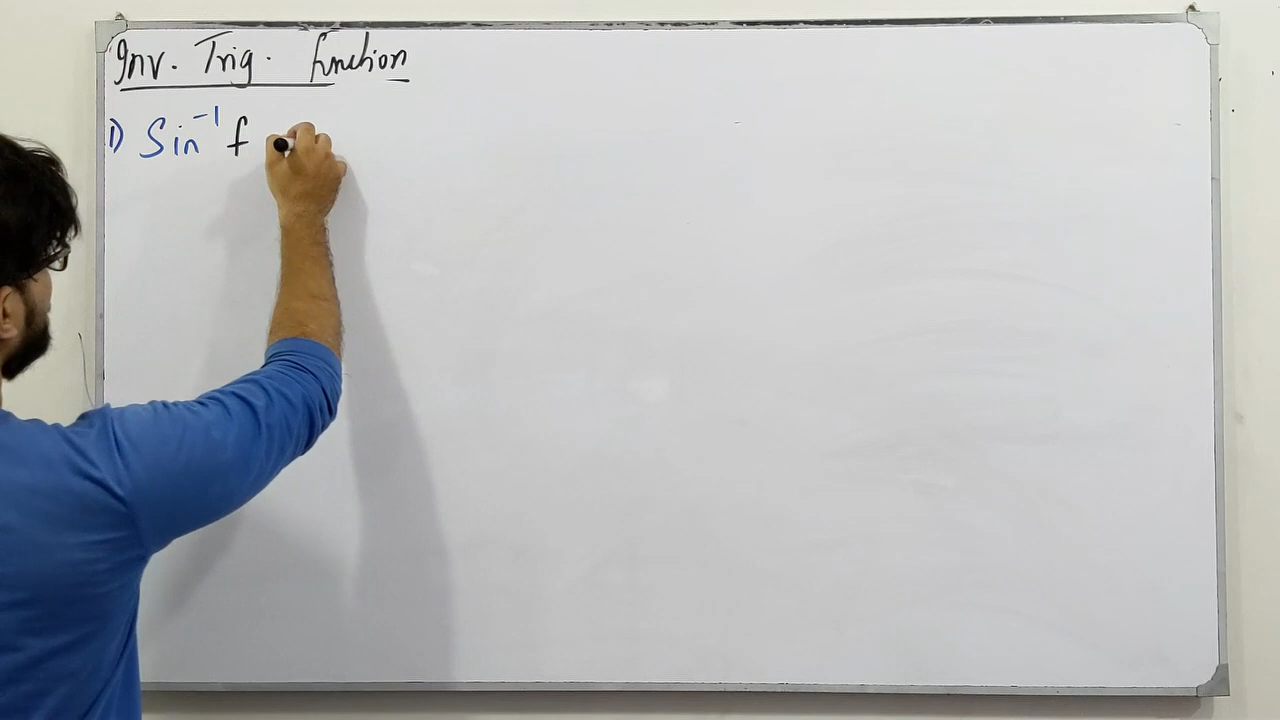 Inv. Trig. function
1) Sin⁻¹ f